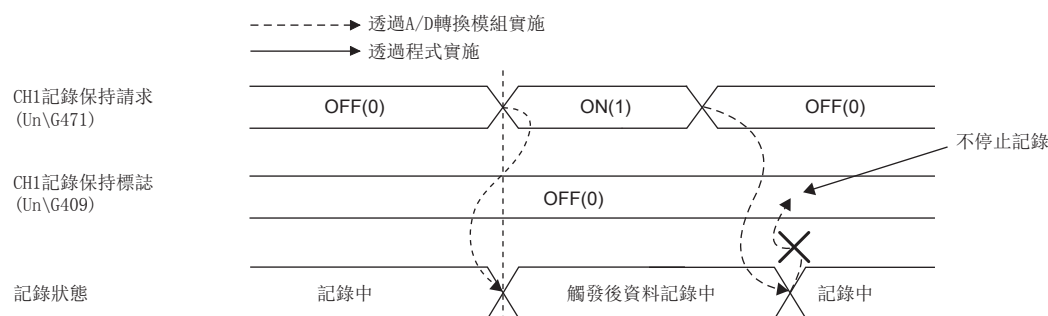 透過A/D轉換模組實施
透過程式實施
CH1記錄保持請求
(Un\G471)
OFF(0)
ON(1)
OFF(0)
不停止記錄
CH1記錄保持標誌
(Un\G409)
OFF(0)
記錄狀態
記錄中
觸發後資料記錄中
記錄中